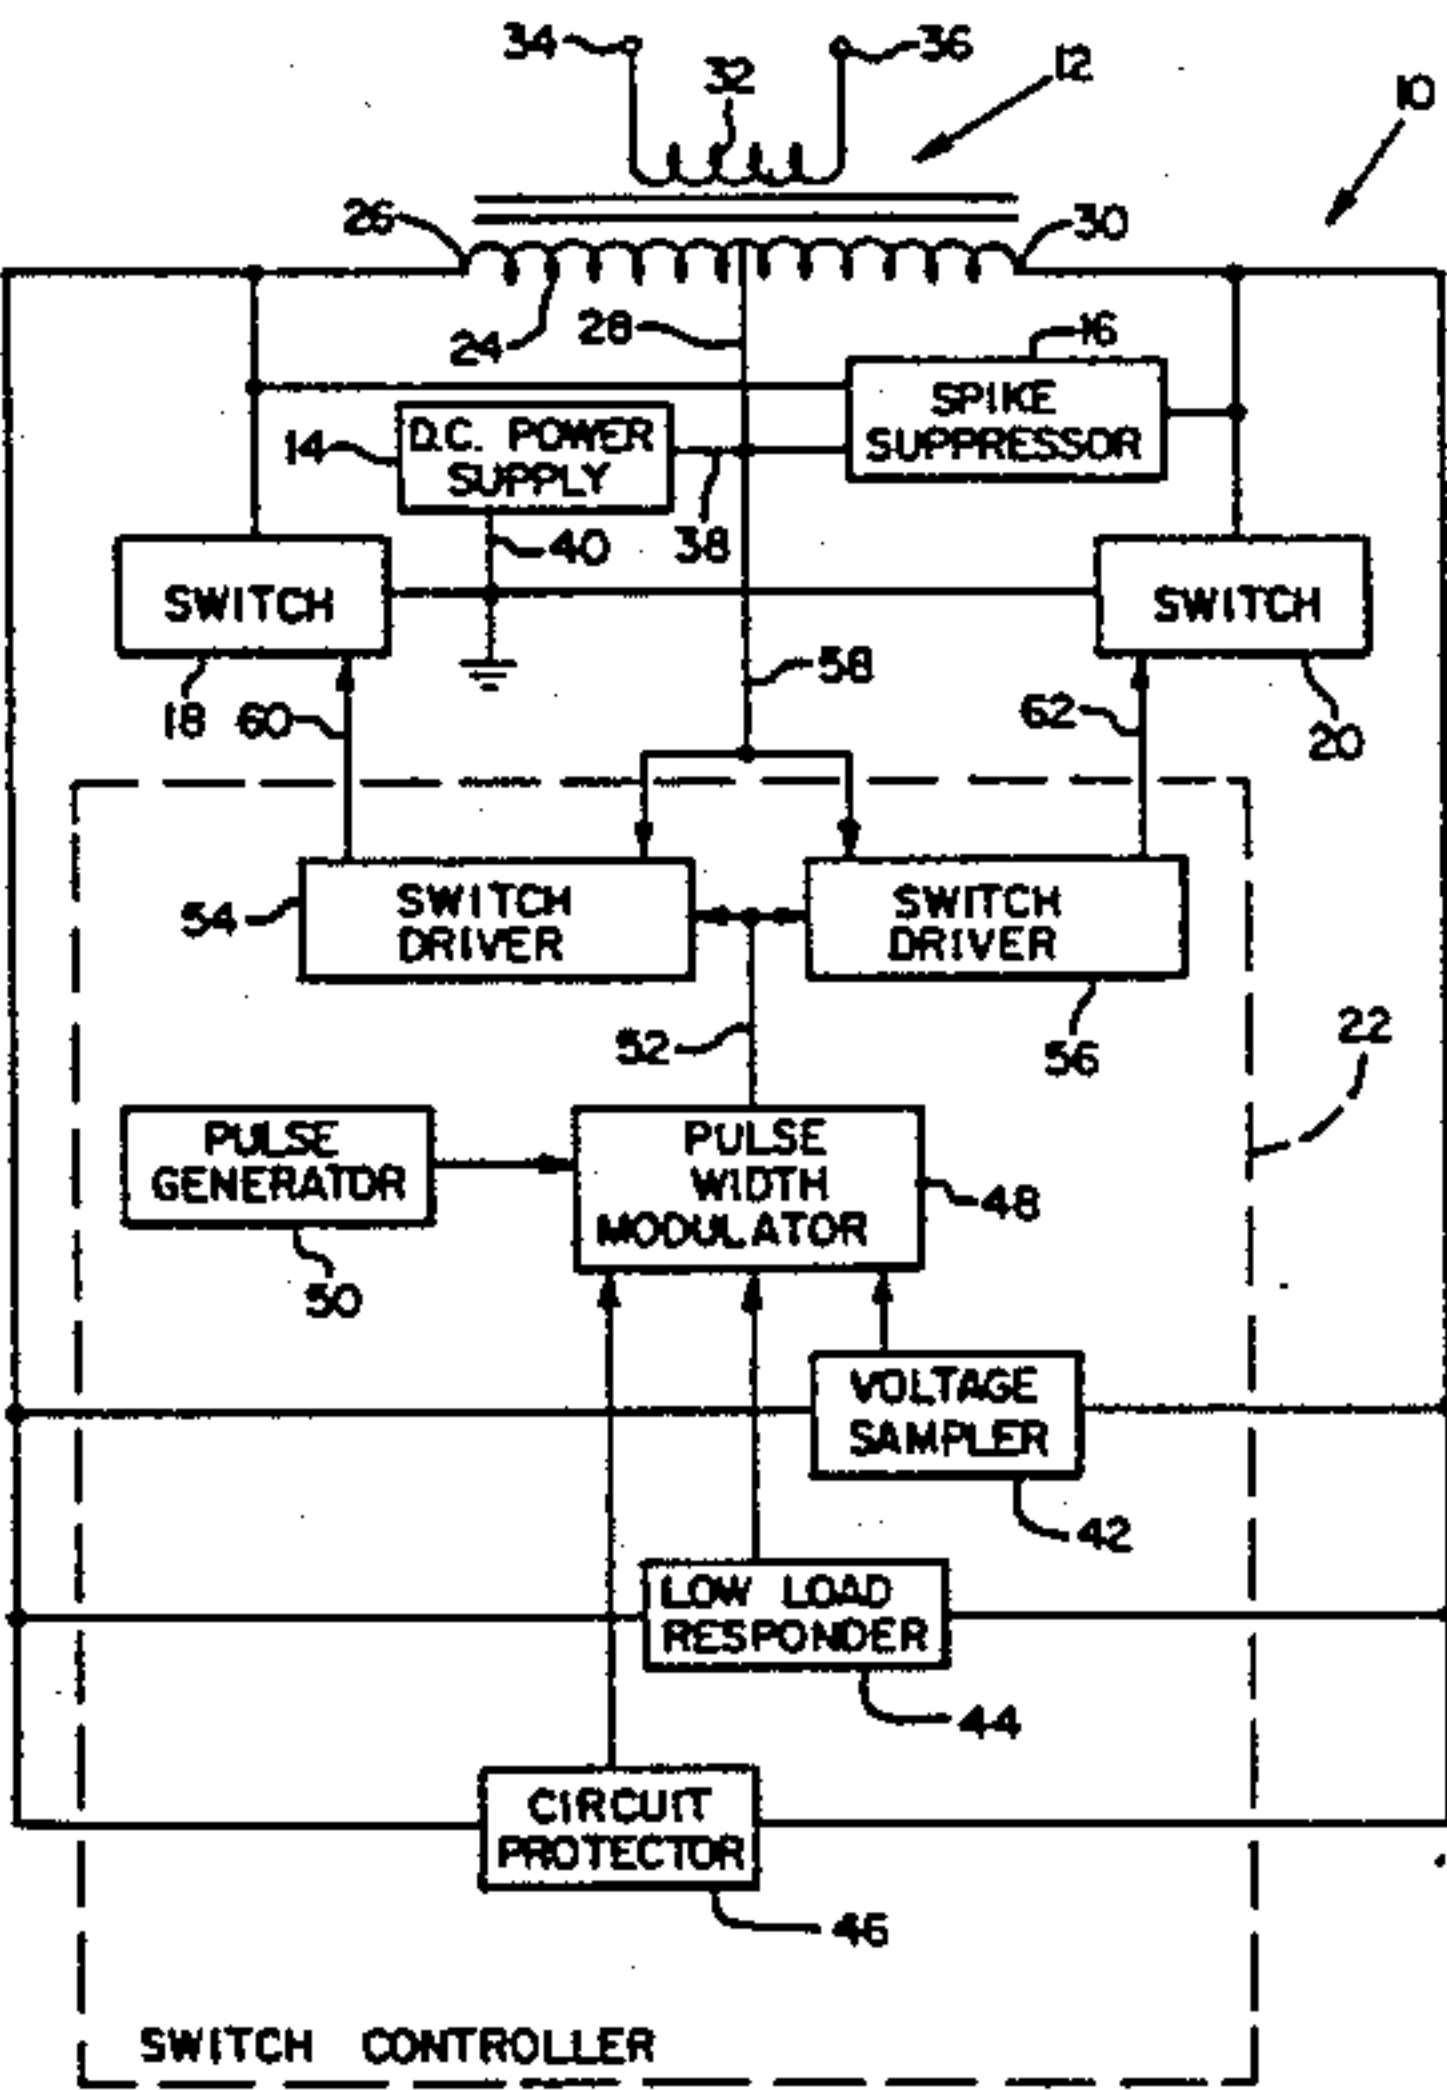 34
36
32
12
10
26
30
24
28
16
SPIKE
SUPPRESSOR
14
D.C. POWER
SUPPLY
40
38
SWITCH
SWITCH
58
18
60
62
20
54
SWITCH
DRIVER
SWITCH
DRIVER
52
56
22
PULSE
GENERATOR
PULSE
WIDTH
MODULATOR
48
50
VOLTAGE
SAMPLER
42
LOW LOAD
RESPONDER
44
CIRCUIT
PROTECTOR
46
SWITCH CONTROLLER